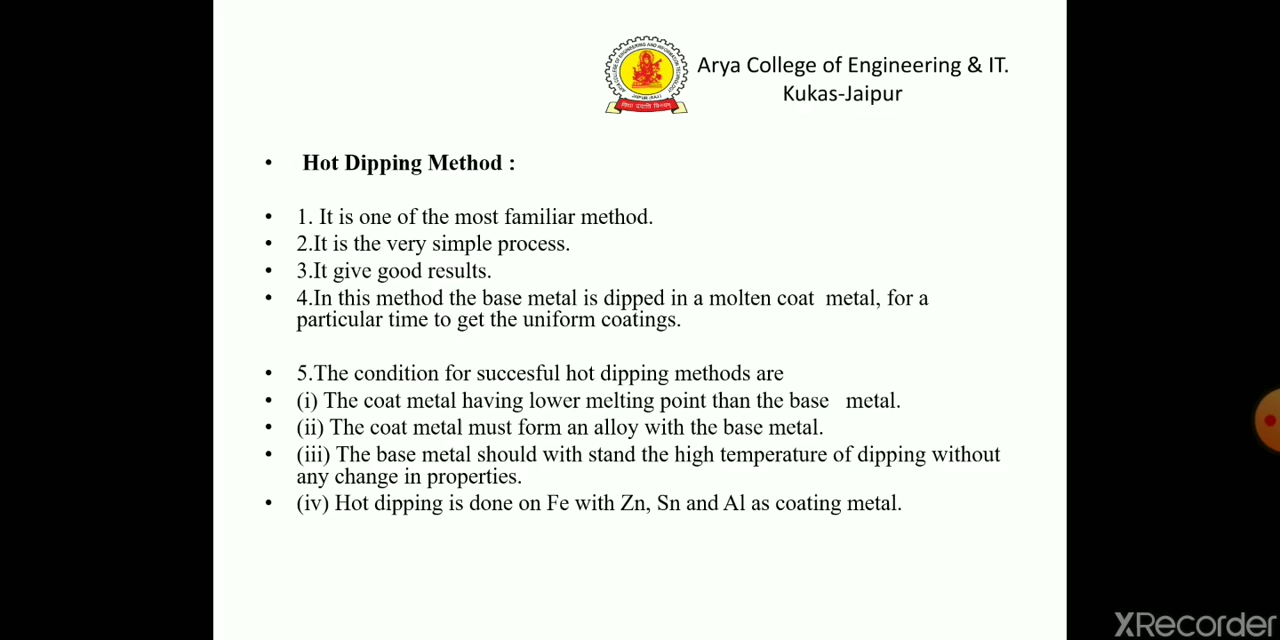 Arya College of Engineering & IT.
Kukas-Jaipur
• Hot Dipping Method :
• 1. It is one of the most familiar method.
• 2.It is the very simple process.
• 3.It give good results.
• 4.In this method the base metal is dipped in a molten coat metal, for a
particular time to get the uniform coatings.
• 5.The condition for succesful hot dipping methods are
• (i) The coat metal having lower melting point than the base metal.
• (ii) The coat metal must form an alloy with the base metal.
• (iii) The base metal should with stand the high temperature of dipping without
any change in properties.
• (iv) Hot dipping is done on Fe with Zn, Sn and Al as coating metal.
XRecorder